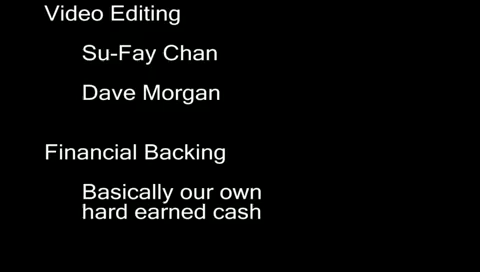 Video Editing
Su-Fay Chan
Dave Morgan
Financial Backing
Basically our own
hard earned cash